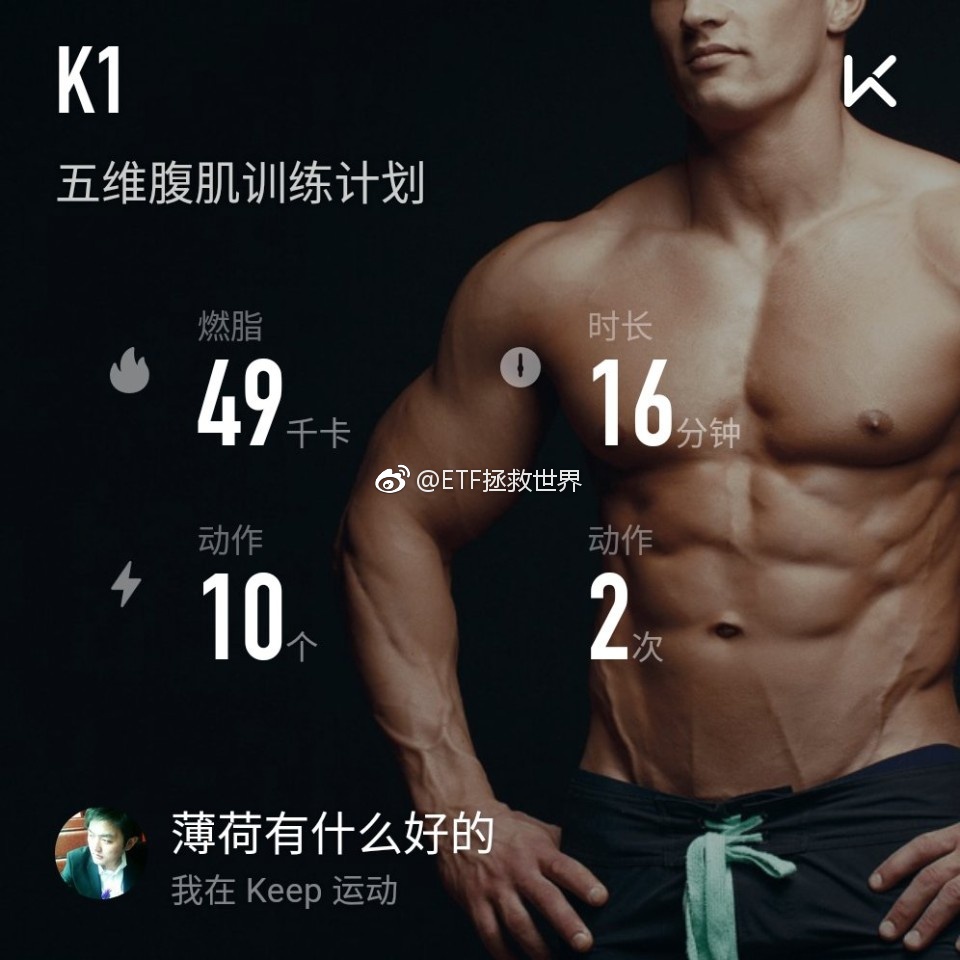 K1
五维腹肌训练计划
燃脂
49千卡
时长
16分钟
@ETF拯救世界
动作
10个
动作
2次
薄荷有什么好的
我在 Keep 运动